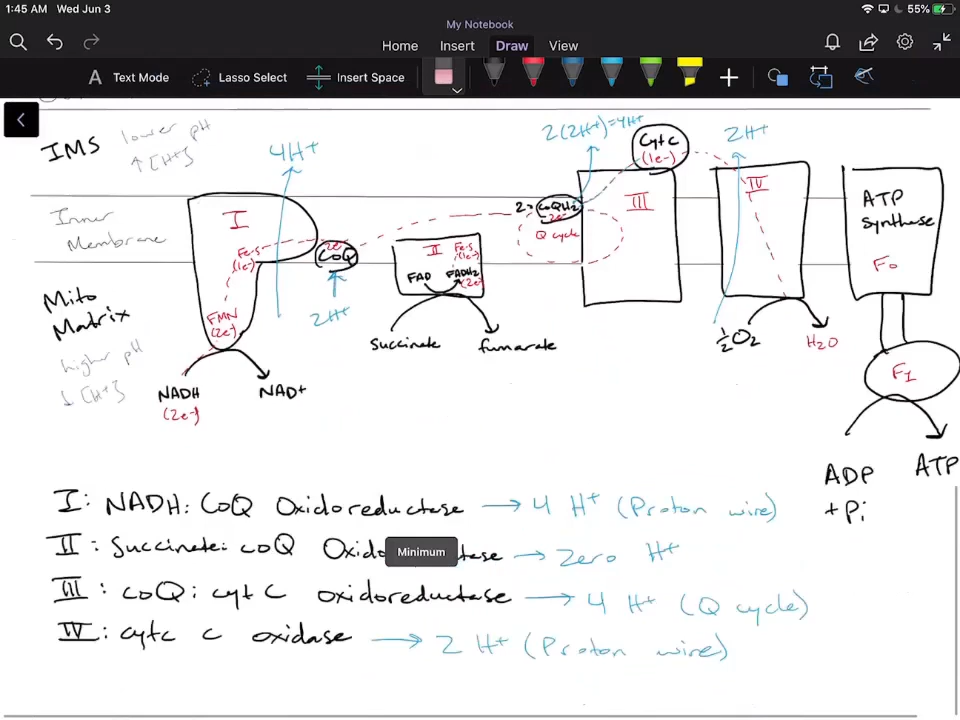 1:45 AM Wed Jun 3
55%
My Notebook
Home Insert Draw View
Text Mode Lasso Select Insert Space
IMS
lower pH
↑[H+]
4H+
2(2H+)=4H+
Cyt C
(1e-)
2H+
Inner
Membrane
I
Fe-S
(1e-)
2e-
CoQ
2H+
FMN
(2e-)
NADH
(2e-)
NAD+
II
Fe-S
(1e-)
FAD
FADH2
(2e-)
succinate
fumarate
2x CoQH2
2e-
Q cycle
III
IV
½O2
H2O
ATP
synthase
Fo
F1
ADP
+Pi
ATP
Mito
Matrix
higher pH
↓[H+]
I: NADH: CoQ Oxidoreductase → 4 H+ (Proton wire)
II: Succinate: coQ Oxido tase → Zero H+
Minimum
III: coQ: cyt C oxidoreductase → 4 H+ (Q cycle)
IV: cytc c oxidase → 2 H+ (Proton wire)